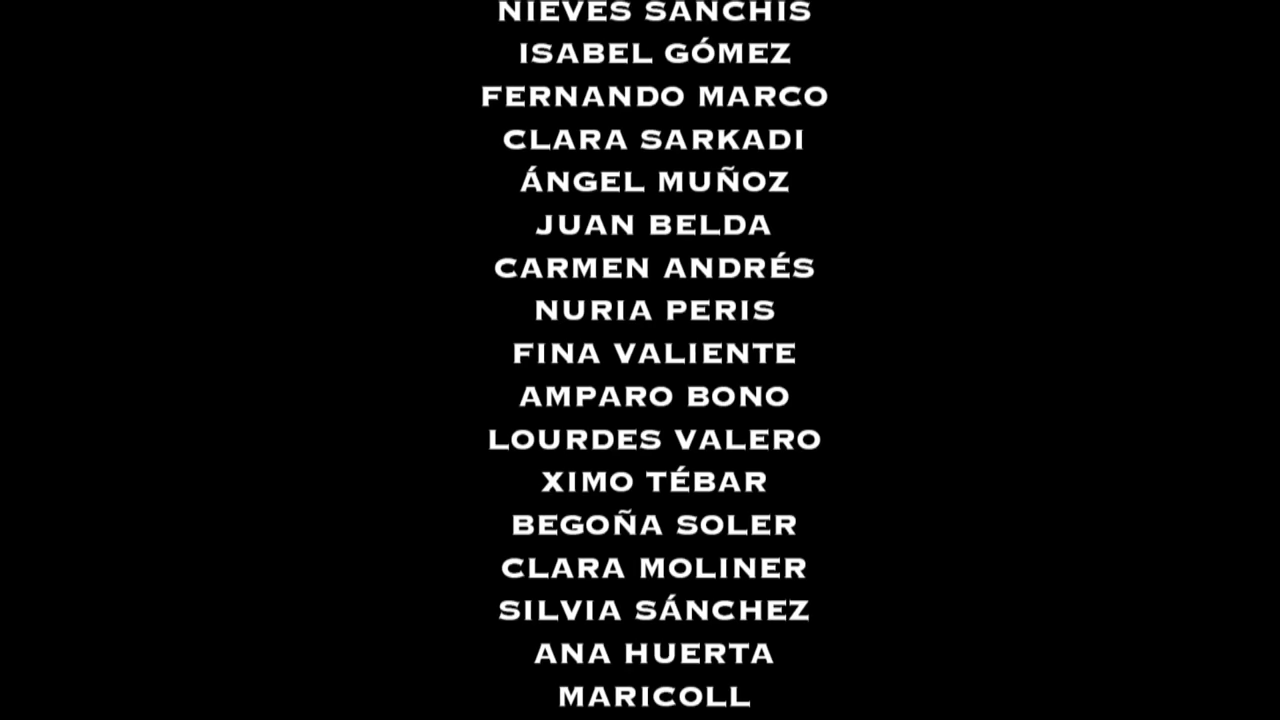 NIEVES SANCHIS
ISABEL GÓMEZ
FERNANDO MARCO
CLARA SARKADI
ÁNGEL MUÑOZ
JUAN BELDA
CARMEN ANDRÉS
NURIA PERIS
FINA VALIENTE
AMPARO BONO
LOURDES VALERO
XIMO TÉBAR
BEGOÑA SOLER
CLARA MOLINER
SILVIA SÁNCHEZ
ANA HUERTA
MARICOLL